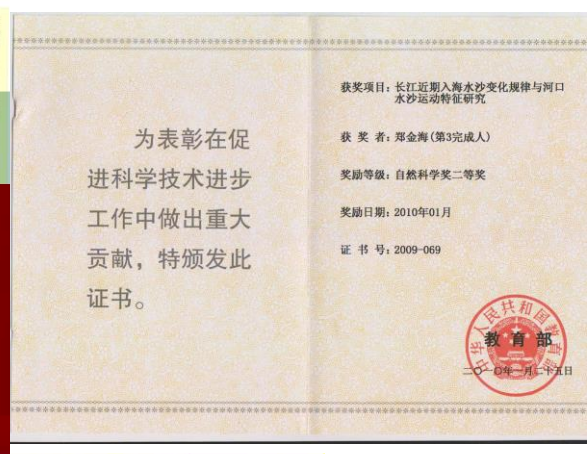 为表彰在促
进科学技术进步
工作中做出重大
贡献，特颁发此
证书。
获奖项目：长江近期入海水沙变化规律与河口
水沙运动特征研究
获 奖 者：郑金海（第3完成人）
奖励等级：自然科学奖二等奖
奖励日期：2010年01月
证 书 号：2009-069
中华人民共和国教育部
教 育 部
二〇一〇年一月二十五日